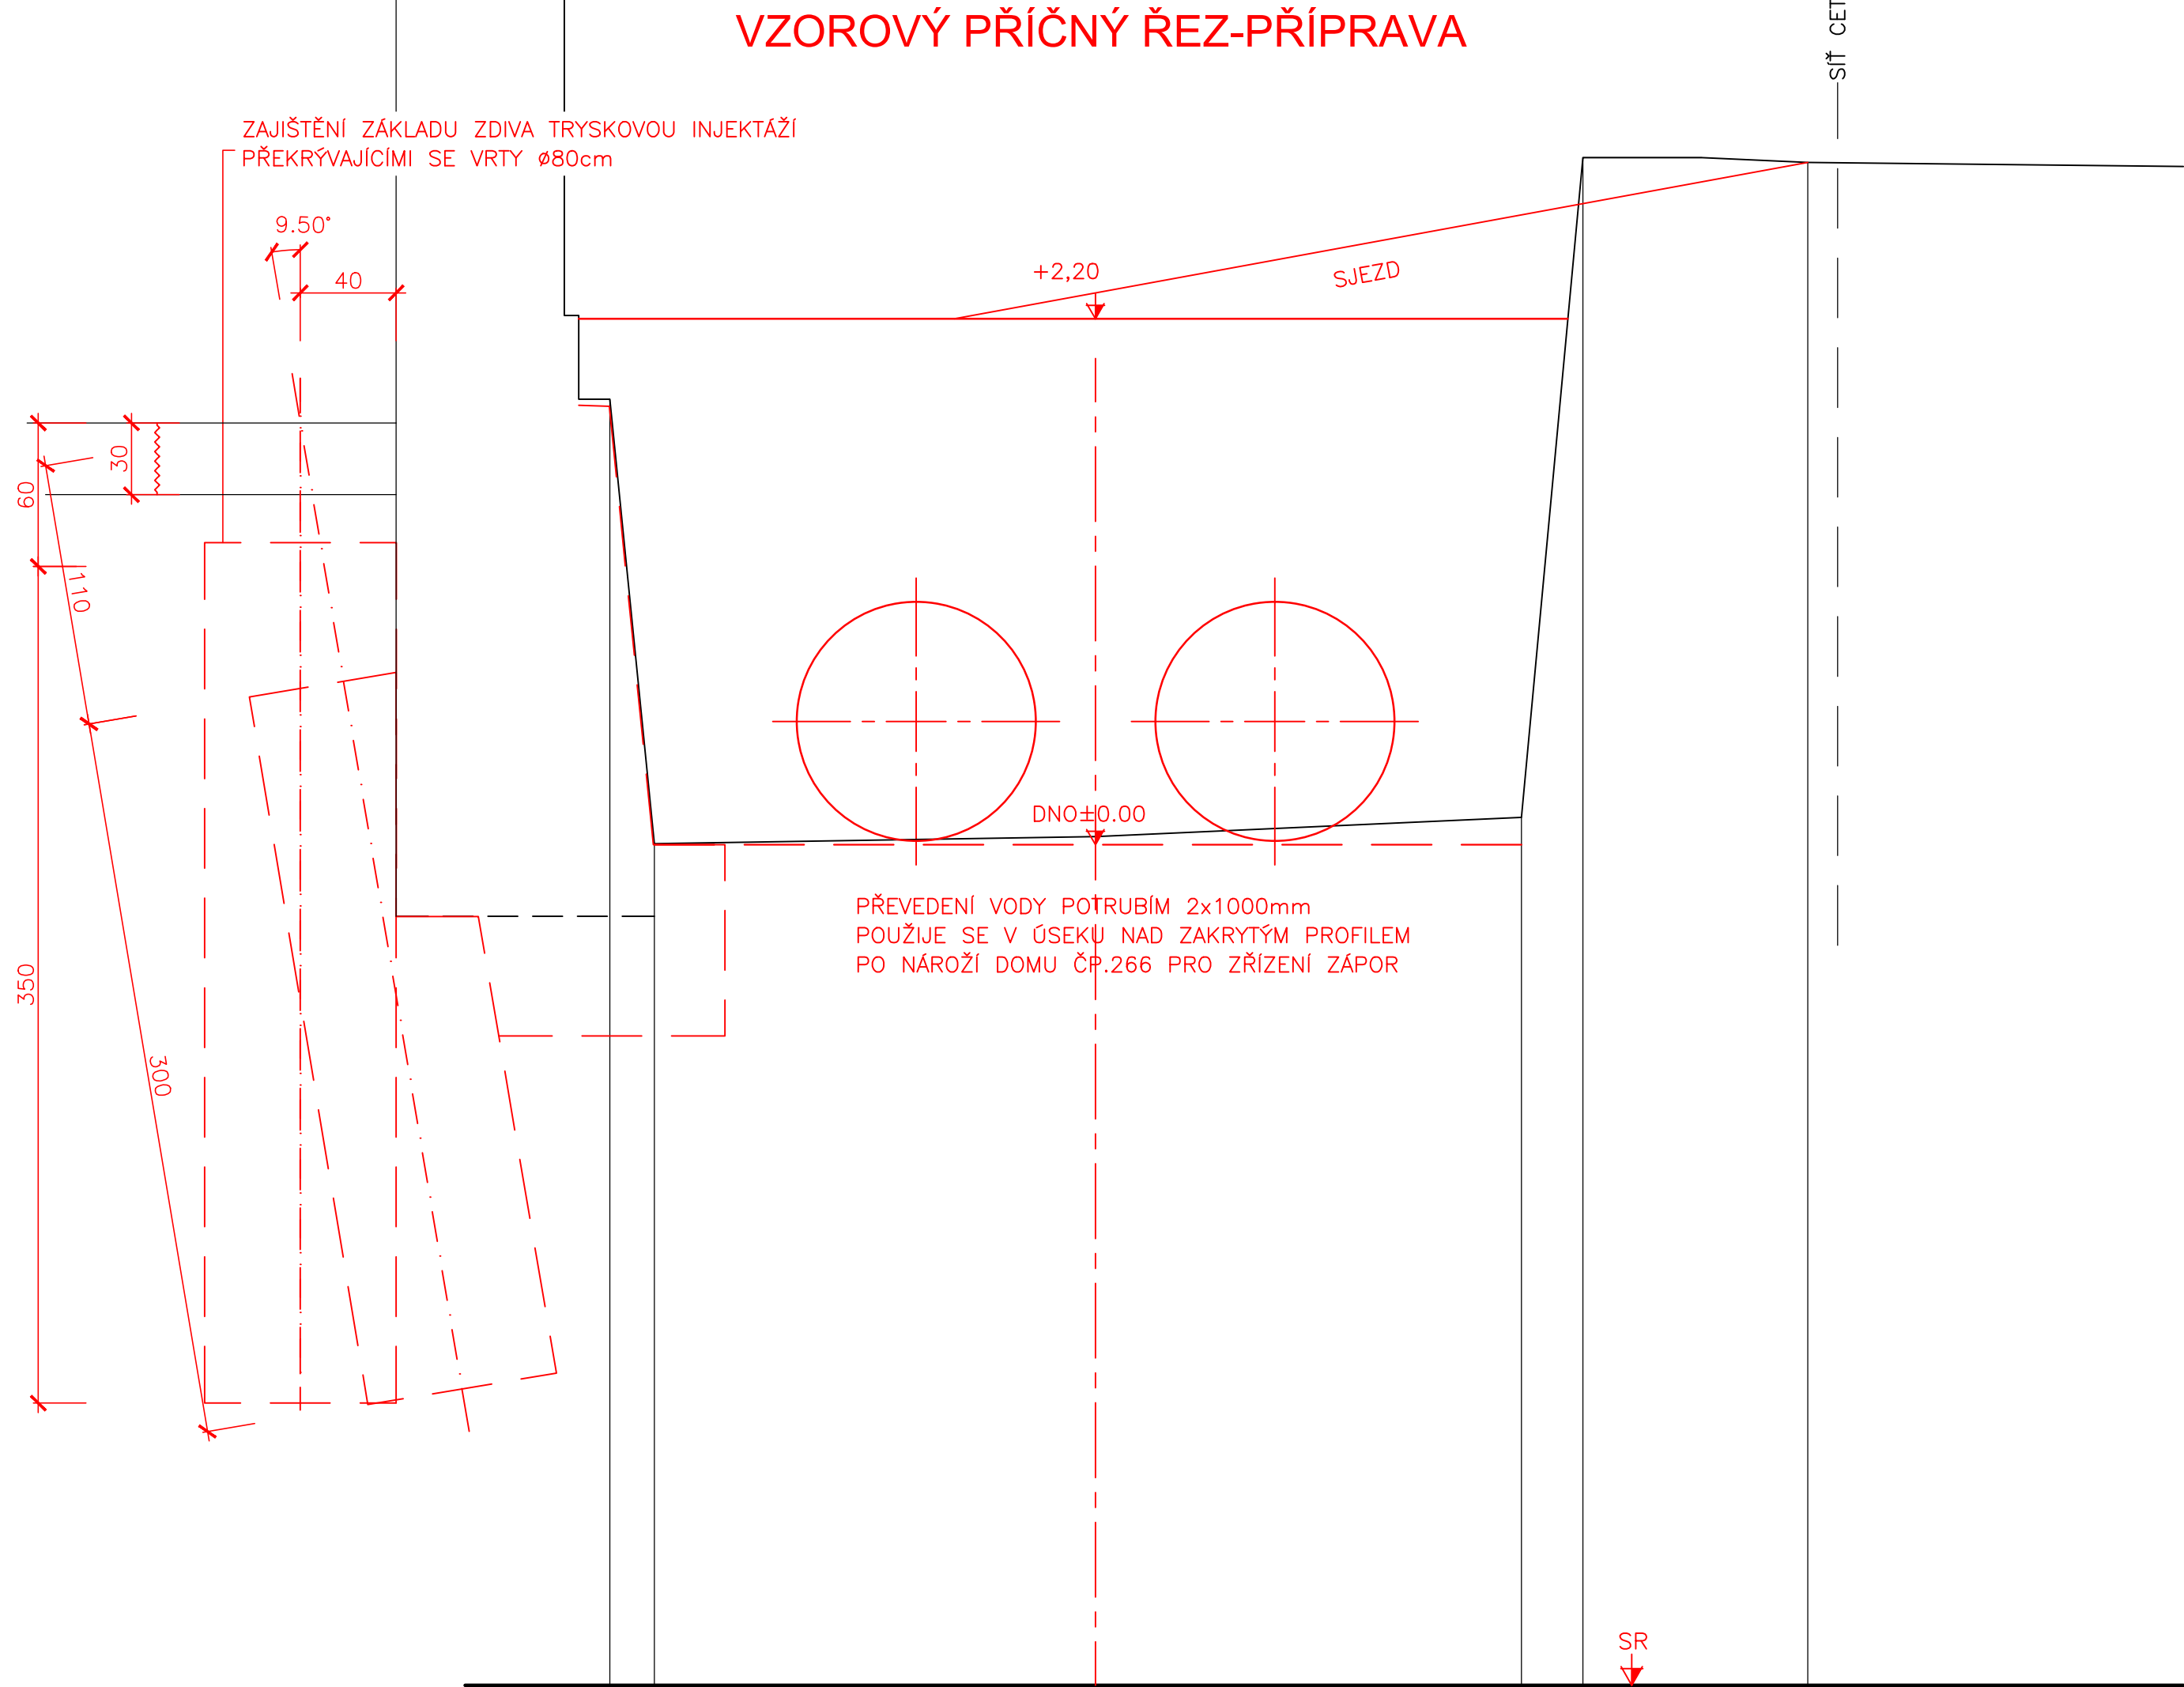 VZOROVÝ PŘÍČNÝ ŘEZ-PŘÍPRAVA
SÍŤ
ZAJIŠTĚNÍ ZÁKLADU ZDIVA TRYSKOVOU INJEKTÁŽÍ
PŘEKRÝVAJÍCÍMI SE VRTY ø80cm
9.50°
40
+2,20
SJEZD
30
60
110
DNO±0.00
PŘEVEDENÍ VODY POTRUBÍM 2x1000mm
POUŽIJE SE V ÚSEKU NAD ZAKRYTÝM PROFILEM
PO NÁROŽÍ DOMU ČP.266 PRO ZŘÍZENÍ ZÁPOR
350
300
SR